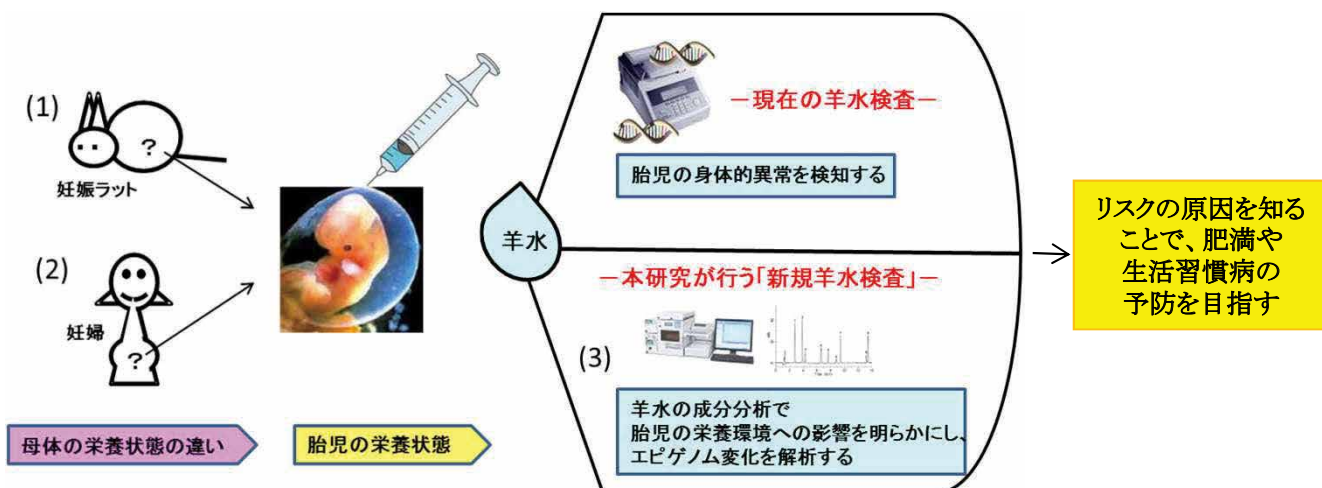 (1)
?
妊娠ラット
(2)
妊婦
?
羊水
－現在の羊水検査－
胎児の身体的異常を検知する
－本研究が行う「新規羊水検査」－
(3)
羊水の成分分析で
胎児の栄養環境への影響を明らかにし、
エピゲノム変化を解析する
リスクの原因を知る
ことで、肥満や
生活習慣病の
予防を目指す
母体の栄養状態の違い
胎児の栄養状態